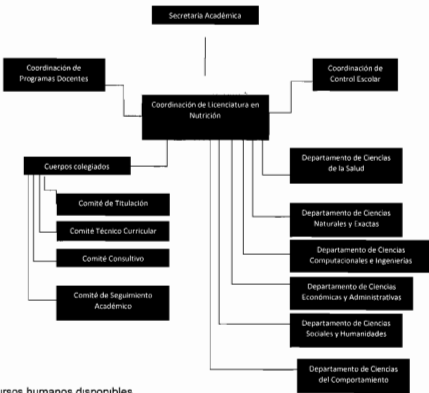 Secretaría Académica
Coordinación de
Programas Docentes
Coordinación de
Control Escolar
Coordinación de Licenciatura en
Nutrición
Cuerpos colegiados
Comité de Titulación
Comité Técnico Curricular
Comité Consultivo
Comité de Seguimiento
Académico
Departamento de Ciencias
de la Salud
Departamento de Ciencias
Naturales y Exactas
Departamento de Ciencias
Computacionales e Ingenierías
Departamento de Ciencias
Económicas y Administrativas
Departamento de Ciencias
Sociales y Humanidades
Departamento de Ciencias
del Comportamiento
ursos humanos disponibles